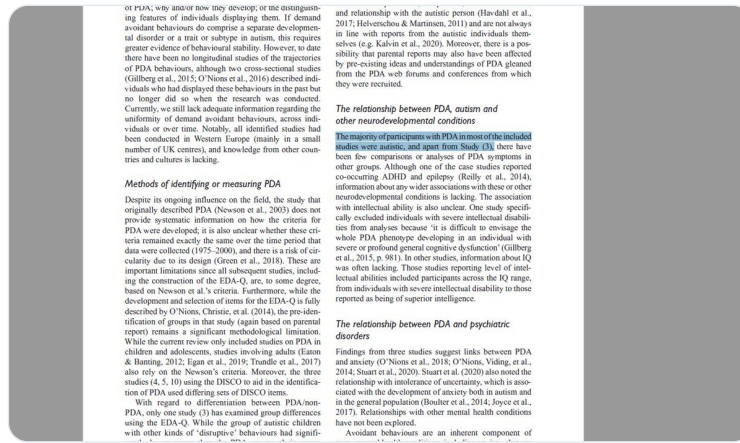 of PDA; why and/or how they develop; or the distinguish-
ing features of individuals displaying them. If demand
avoidant behaviours do comprise a separate developmen-
tal disorder or a trait or subtype in autism, this requires
greater evidence of behavioural stability. However, to date
there have been no longitudinal studies of the trajectories
of PDA behaviours, although two cross-sectional studies
(Gillberg et al., 2015; O’Nions et al., 2016) described indi-
viduals who had displayed these behaviours in the past but
no longer did so when the research was conducted.
Currently, we still lack adequate information regarding the
uniformity of demand avoidant behaviours, across indi-
viduals or over time. Notably, all identified studies had
been conducted in Western Europe (mainly in a small
number of UK centres), and knowledge from other coun-
tries and cultures is lacking.
Methods of identifying or measuring PDA
Despite its ongoing influence on the field, the study that
originally described PDA (Newson et al., 2003) does not
provide systematic information on how the criteria for
PDA were developed; it is also unclear whether these cri-
teria remained exactly the same over the time period that
data were collected (1975–2000), and there is a risk of cir-
cularity due to its design (Green et al., 2018). These are
important limitations since all subsequent studies, includ-
ing the construction of the EDA-Q, are, to some degree,
based on Newson et al.’s criteria. Furthermore, while the
development and selection of items for the EDA-Q is fully
described by O’Nions, Christie, et al. (2014), the pre-iden-
tification of groups in that study (again based on parental
report) remains a significant methodological limitation.
While the current review only included studies on PDA in
children and adolescents, studies involving adults (Eaton
& Banting, 2012; Egan et al., 2019; Trundle et al., 2017)
also rely on the Newson’s criteria. Moreover, the three
studies (4, 5, 10) using the DISCO to aid in the identifica-
tion of PDA used differing sets of DISCO items.
With regard to differentiation between PDA/non-
PDA, only one study (3) has examined group differences
using the EDA-Q. While the group of autistic children
with other kinds of ‘disruptive’ behaviours had signifi-
and relationship with the autistic person (Havdahl et al.,
2017; Helverschou & Martinsen, 2011) and are not always
in line with reports from the autistic individuals them-
selves (e.g. Kalvin et al., 2020). Moreover, there is a pos-
sibility that parental reports may also have been affected
by pre-existing ideas and understandings of PDA gleaned
from the PDA web forums and conferences from which
they were recruited.
The relationship between PDA, autism and
other neurodevelopmental conditions
The majority of participants with PDA in most of the included
studies were autistic, and apart from Study (3), there have
been few comparisons or analyses of PDA symptoms in
other groups. Although one of the case studies reported
co-occurring ADHD and epilepsy (Reilly et al., 2014),
information about any wider associations with these or other
neurodevelopmental conditions is lacking. The association
with intellectual ability is also unclear. One study specifi-
cally excluded individuals with severe intellectual disabili-
ties from analyses because ‘it is difficult to envisage the
whole PDA phenotype developing in an individual with
severe or profound general cognitive dysfunction’ (Gillberg
et al., 2015, p. 981). In other studies, information about IQ
was often lacking. Those studies reporting level of intel-
lectual abilities included participants across the IQ range,
from individuals with severe intellectual disability to those
reported as being of superior intelligence.
The relationship between PDA and psychiatric
disorders
Findings from three studies suggest links between PDA
and anxiety (O’Nions et al., 2018; O’Nions, Viding, et al.,
2014; Stuart et al., 2020). Stuart et al. (2020) also noted the
relationship with intolerance of uncertainty, which is asso-
ciated with the development of anxiety both in autism and
in the general population (Boulter et al., 2014; Joyce et al.,
2017). Relationships with other mental health conditions
have not been explored.
Avoidant behaviours are an inherent component of